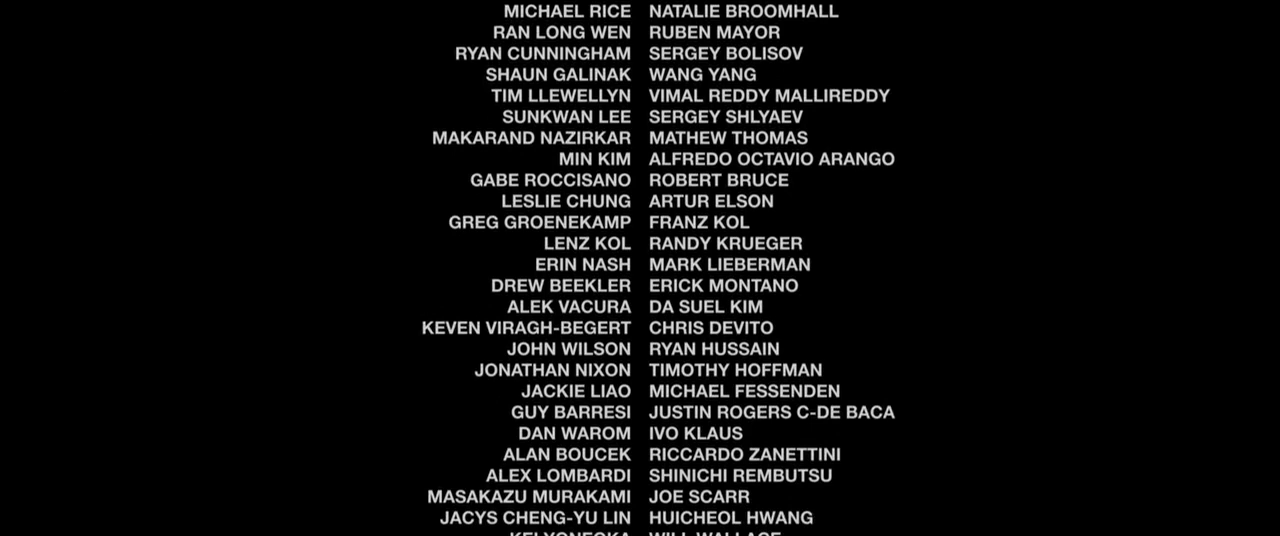 MICHAEL RICE NATALIE BROOMHALL
RAN LONG WEN RUBEN MAYOR
RYAN CUNNINGHAM SERGEY BOLISOV
SHAUN GALINAK WANG YANG
TIM LLEWELLYN VIMAL REDDY MALLIREDDY
SUNKWAN LEE SERGEY SHLYAEV
MAKARAND NAZIRKAR MATHEW THOMAS
MIN KIM ALFREDO OCTAVIO ARANGO
GABE ROCCISANO ROBERT BRUCE
LESLIE CHUNG ARTUR ELSON
GREG GROENEKAMP FRANZ KOL
LENZ KOL RANDY KRUEGER
ERIN NASH MARK LIEBERMAN
DREW BEEKLER ERICK MONTANO
ALEK VACURA DA SUEL KIM
KEVEN VIRAGH-BEGERT CHRIS DEVITO
JOHN WILSON RYAN HUSSAIN
JONATHAN NIXON TIMOTHY HOFFMAN
JACKIE LIAO MICHAEL FESSENDEN
GUY BARRESI JUSTIN ROGERS C-DE BACA
DAN WAROM IVO KLAUS
ALAN BOUCEK RICCARDO ZANETTINI
ALEX LOMBARDI SHINICHI REMBUTSU
MASAKAZU MURAKAMI JOE SCARR
JACYS CHENG-YU LIN HUICHEOL HWANG
WILL WALLACE